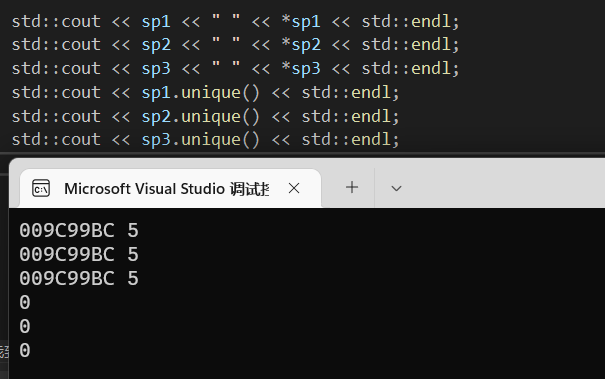 std::cout << sp1 << " " << *sp1 << std::endl;
std::cout << sp2 << " " << *sp2 << std::endl;
std::cout << sp3 << " " << *sp3 << std::endl;
std::cout << sp1.unique() << std::endl;
std::cout << sp2.unique() << std::endl;
std::cout << sp3.unique() << std::endl;
Microsoft Visual Studio 调试
009C99BC 5
009C99BC 5
009C99BC 5
0
0
0